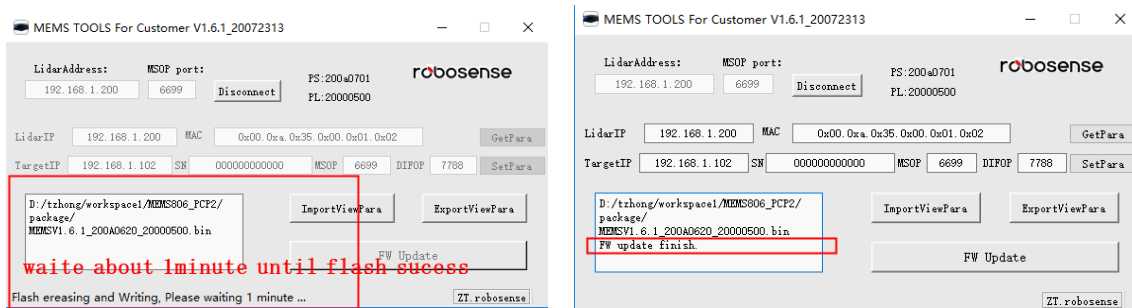 MEMS TOOLS For Customer V1.6.1_20072313
LidarAddress: MSOP port:
192.168.1.200 6699 Disconnect
PS:200a0701
PL:20000500
robosense
LidarIP 192.168.1.200 MAC 0x00.0xa.0x35.0x00.0x01.0x02 GetPara
TargetIP 192.168.1.102 SN 000000000000 MSOP 6699 DIFOP 7788 SetPara
D:/tzhong/workspace1/MEMS806_PCP2/
package/
MEMSV1.6.1_200A0620_20000500.bin
ImportViewPara ExportViewPara
FW Update
waite about 1minute until flash sucess
Flash ereasing and Writing, Please waiting 1 minute ...
ZT.robosense
MEMS TOOLS For Customer V1.6.1_20072313
LidarAddress: MSOP port:
192.168.1.200 6699 Disconnect
PS:200a0701
PL:20000500
robosense
LidarIP 192.168.1.200 MAC 0x00.0xa.0x35.0x00.0x01.0x02 GetPara
TargetIP 192.168.1.102 SN 000000000000 MSOP 6699 DIFOP 7788 SetPara
D:/tzhong/workspace1/MEMS806_PCP2/
package/
MEMSV1.6.1_200A0620_20000500.bin
FW update finish.
ImportViewPara ExportViewPara
FW Update
ZT.robosense